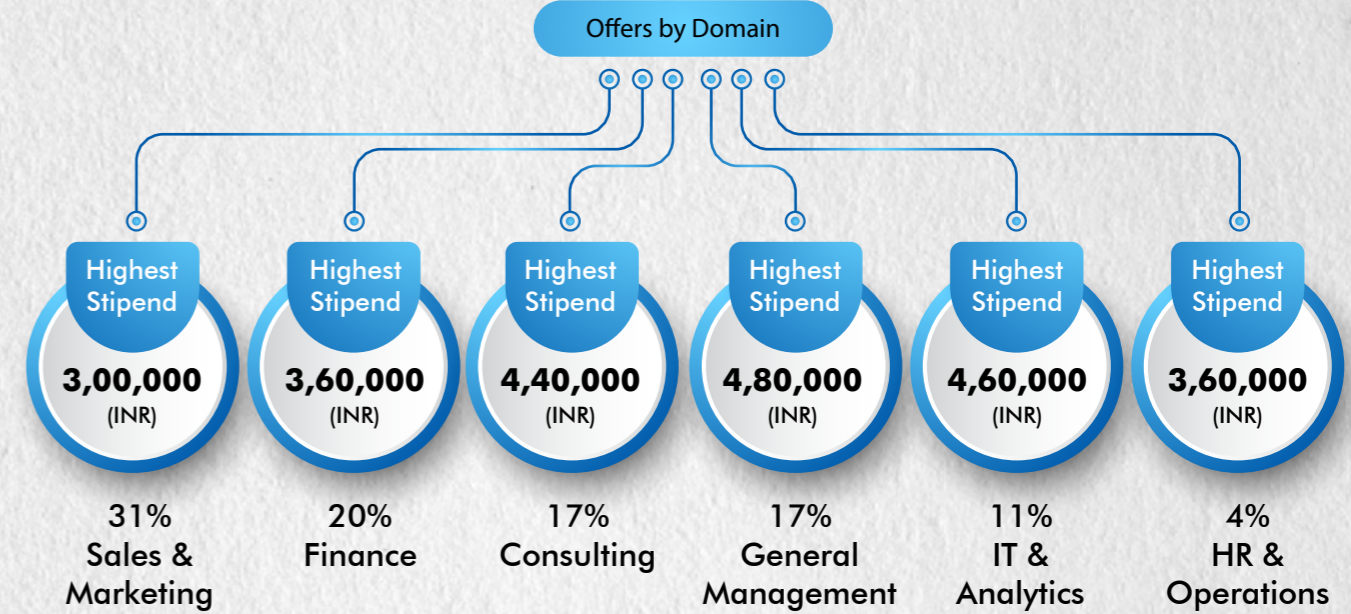 Offers by Domain
Highest
Stipend
3,00,000
(INR)
31%
Sales &
Marketing
Highest
Stipend
3,60,000
(INR)
20%
Finance
Highest
Stipend
4,40,000
(INR)
17%
Consulting
Highest
Stipend
4,80,000
(INR)
17%
General
Management
Highest
Stipend
4,60,000
(INR)
11%
IT &
Analytics
Highest
Stipend
3,60,000
(INR)
4%
HR &
Operations